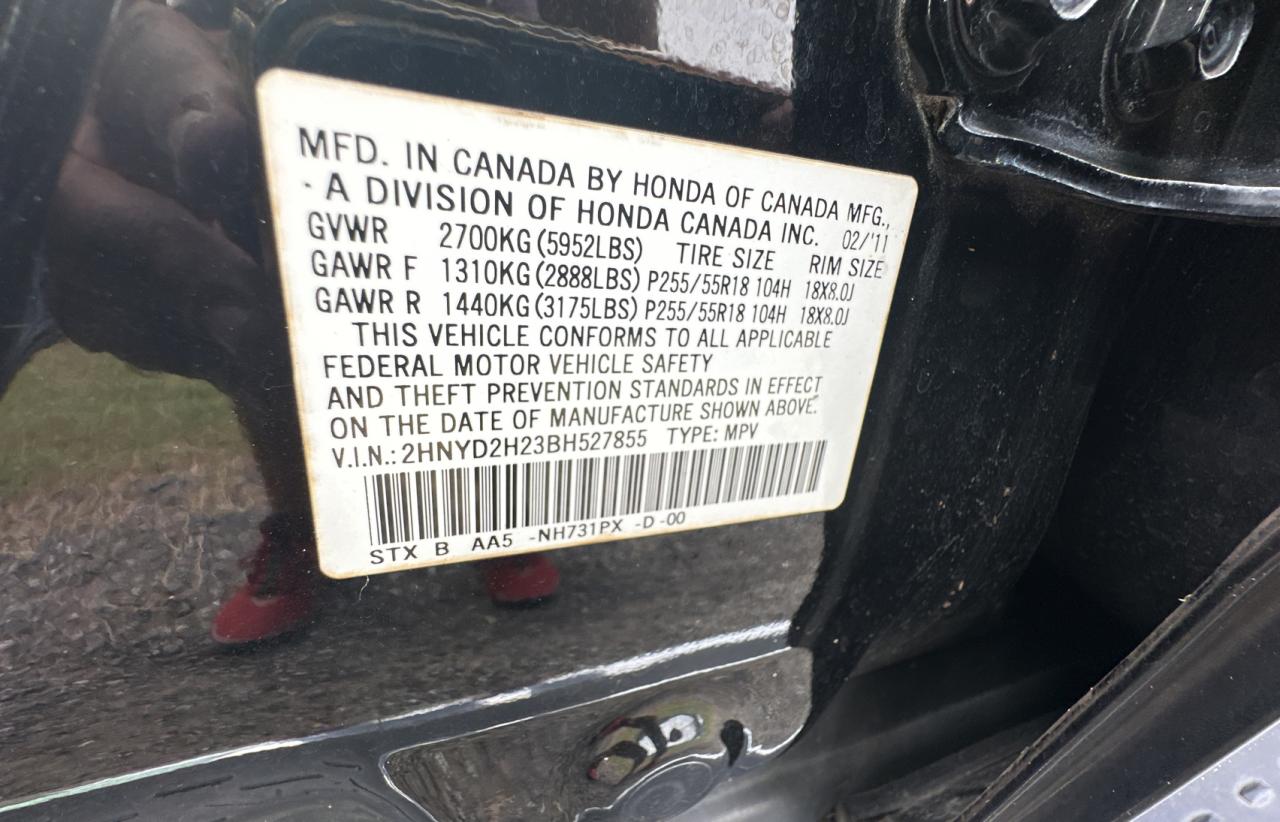 MFD. IN CANADA BY HONDA OF CANADA MFG.,
A DIVISION OF HONDA CANADA INC. 02/'11
GVWR 2700KG (5952LBS) TIRE SIZE RIM SIZE
GAWR F 1310KG (2888LBS) P255/55R18 104H 18X8.0J
GAWR R 1440KG (3175LBS) P255/55R18 104H 18X8.0J
THIS VEHICLE CONFORMS TO ALL APPLICABLE
FEDERAL MOTOR VEHICLE SAFETY
AND THEFT PREVENTION STANDARDS IN EFFECT
ON THE DATE OF MANUFACTURE SHOWN ABOVE.
V.I.N.: 2HNYD2H23BH527855 TYPE: MPV
STX B AA5 -NH731PX -D-00